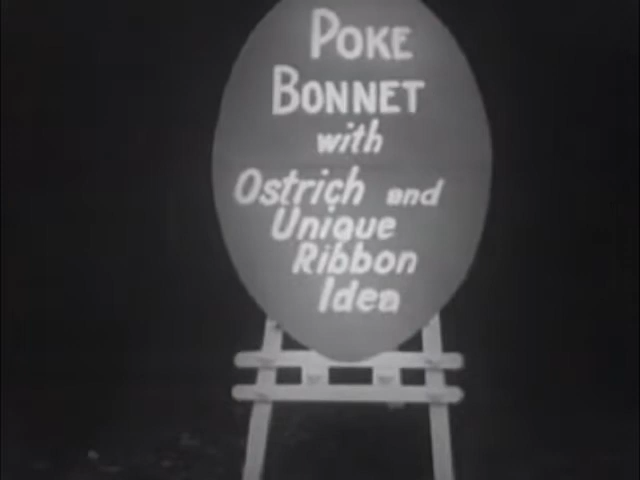 POKE
BONNET
with
Ostrich and
Unique
Ribbon
Idea